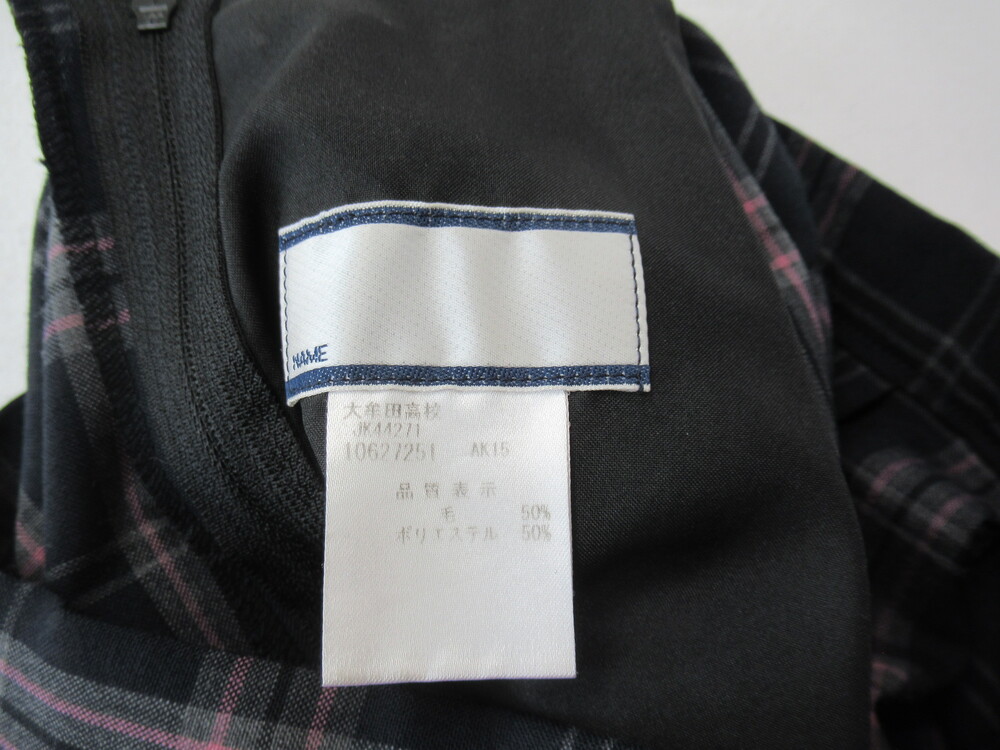 NAME
大牟田高校
JK44271
10627251 AK15
品質表示
毛 50%
ポリエステル 50%